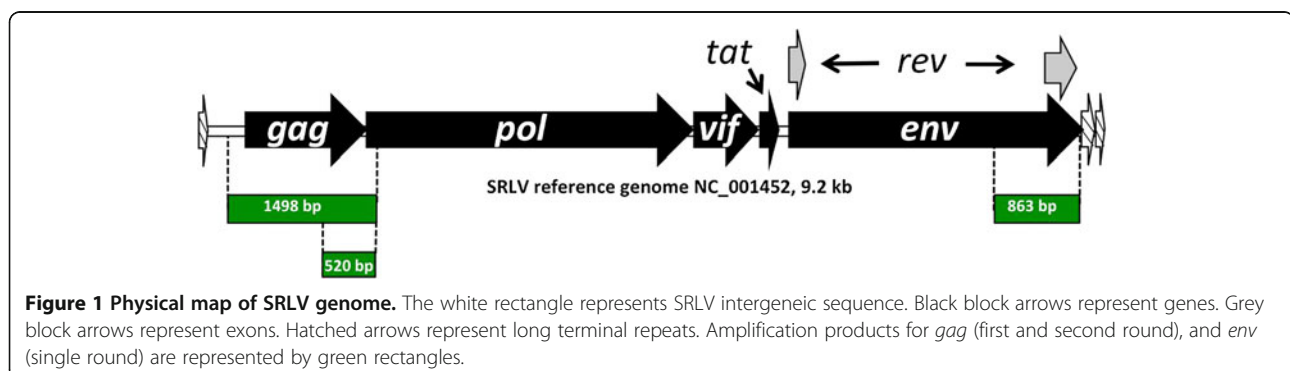 tat
rev
gag
pol
vif
env
SRLV reference genome NC_001452, 9.2 kb
1498 bp
863 bp
520 bp
Figure 1 Physical map of SRLV genome. The white rectangle represents SRLV intergeneic sequence. Black block arrows represent genes. Grey
block arrows represent exons. Hatched arrows represent long terminal repeats. Amplification products for gag (first and second round), and env
(single round) are represented by green rectangles.